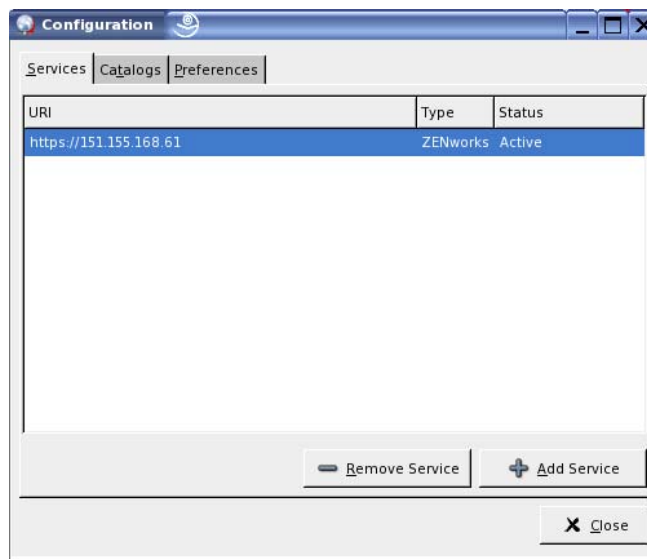 Configuration
Services Catalogs Preferences
URI Type Status
https://151.155.168.61 ZENworks Active
Remove Service Add Service
Close